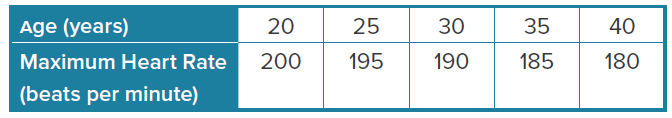 Age (years) 20 25 30 35 40
Maximum Heart Rate 200 195 190 185 180
(beats per minute)